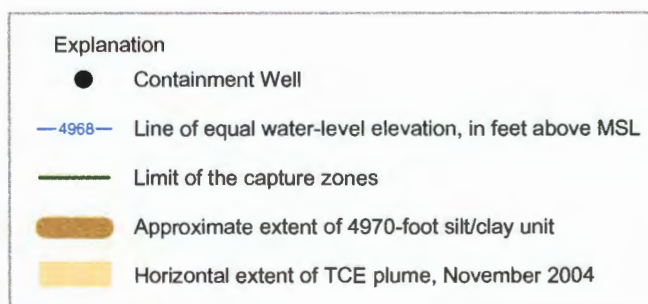 Explanation
Containment Well
—4968— Line of equal water-level elevation, in feet above MSL
Limit of the capture zones
Approximate extent of 4970-foot silt/clay unit
Horizontal extent of TCE plume, November 2004